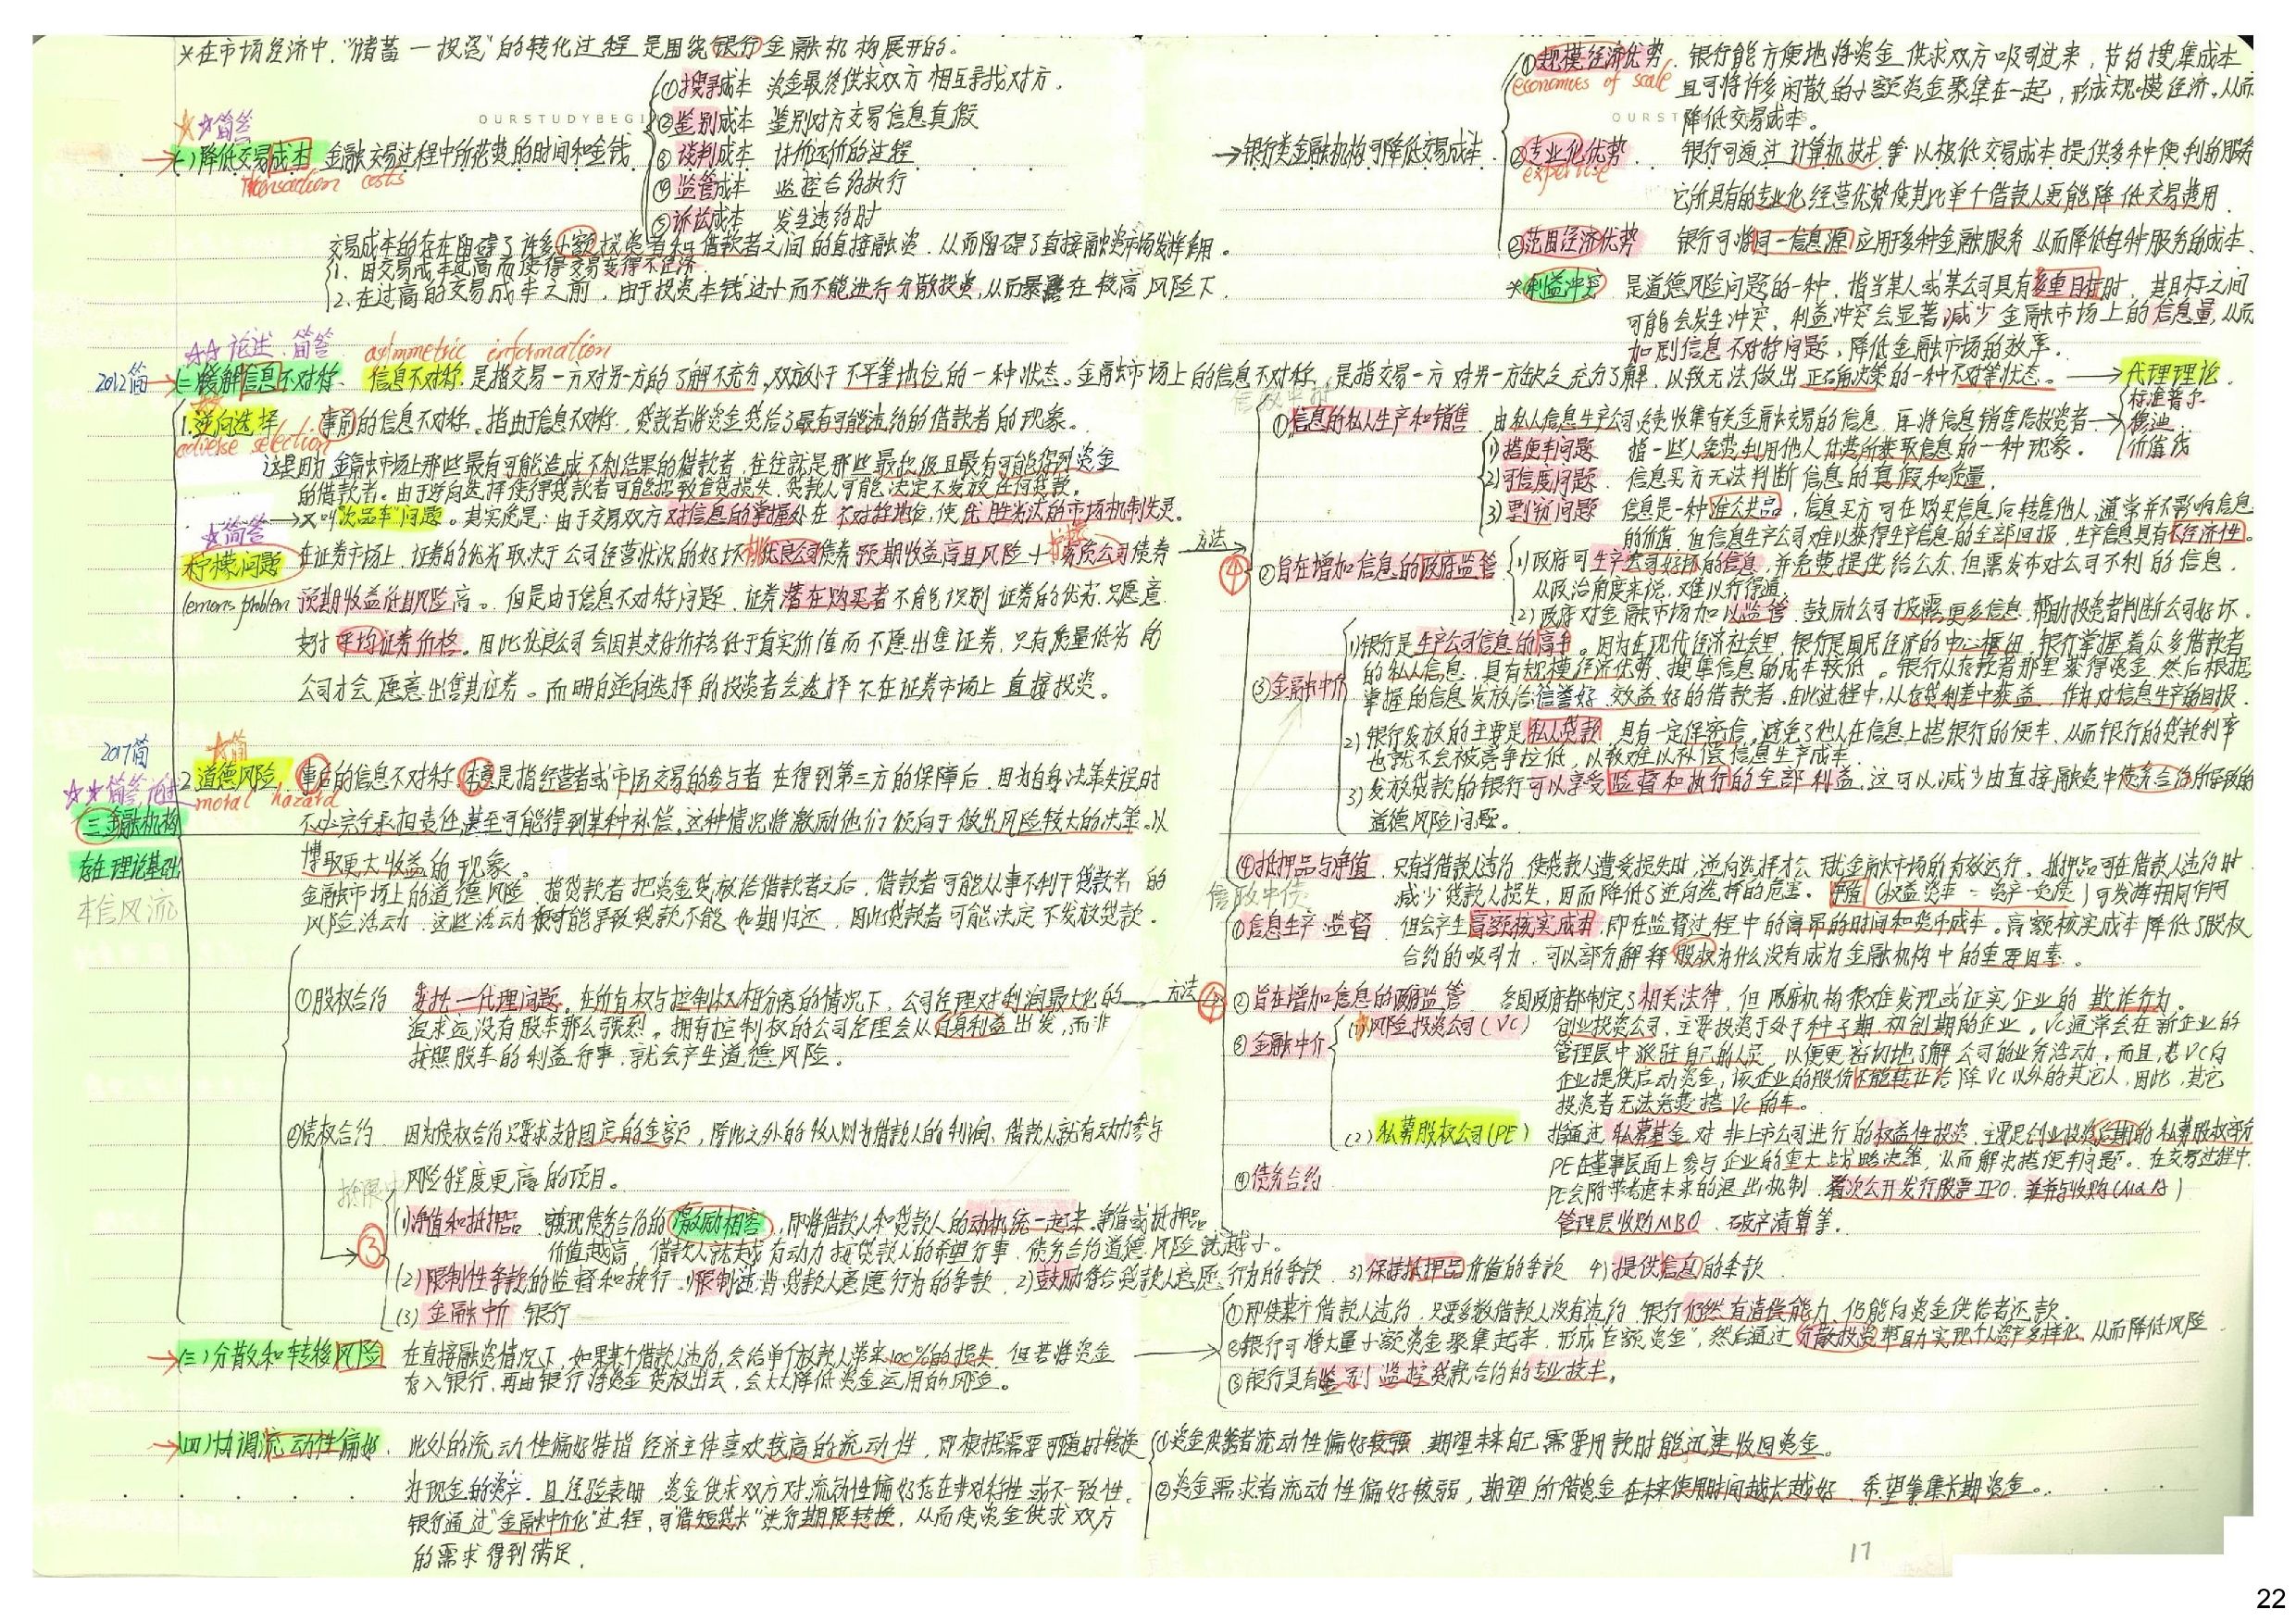 *在市场经济中,"储蓄—投资"的转化过程是围绕银行金融机构展开的。
☆☆简答
(一)降低交易成本 金融交易过程中所花费的时间和金钱
Transaction costs
①搜寻成本 资金最终供求双方相互寻找对方。
②鉴别成本 鉴别对方交易信息真假
③谈判成本 讨价还价的过程
④监管成本 监控合约执行
⑤诉讼成本 发生违约时
交易成本的存在阻碍了许多小额投资者和借款者之间的直接融资,从而阻碍了直接融资市场发挥作用。
1.因交易成本过高而使得交易变得不经济.
2.在过高的交易成本之前,由于投资本钱过小而不能进行分散投资,从而暴露在较高风险下.
→银行类金融机构可降低交易成本.
①规模经济优势. 银行能方便地将资金供求双方吸引过来,节约搜集成本
economies of scale 且可将许多闲散的小额资金聚集在一起,形成规模经济,从而
降低交易成本。
②专业化优势 银行可通过计算机技术等以极低交易成本提供多种便利的服务
expertise
它所具有的专业化经营优势使其比单个借款人更能降低交易费用.
③范围经济优势 银行可将同一信息源应用于多种金融服务 从而降低每种服务的成本.
*利益冲突 是道德风险问题的一种,指当某人或某公司具有多重目标时,其目标之间
可能会发生冲突.利益冲突会显著减少金融市场上的信息量,从而
加剧信息不对称问题,降低金融市场的效率.
☆☆论述.简答 asymmetric information
2012简→(二)缓解信息不对称. 信息不对称.是指交易一方对另一方的了解不充分,双方处于不平等地位的一种状态。金融市场上的信息不对称,是指交易一方对另一方缺乏充分了解,以致无法做出正确决策的一种不对等状态。→代理理论.
1.逆向选择 事前的信息不对称。指由于信息不对称,贷款者将资金贷给了最有可能违约的借款者的现象。
adverse selection
这是因为金融市场上那些最有可能造成不利结果的借款者,往往就是那些最积极且最有可能得到资金
的借款者。由于逆向选择使得贷款者可能招致信贷损失,贷款人可能决定不发放任何贷款。
→又叫"次品车"问题。其实质是:由于交易双方对信息的掌握处在不对称地位,使优胜劣汰的市场机制失灵。
☆简答
柠檬问题 在证券市场上,证券的优劣取决于公司经营状况的好坏.优良公司债券预期收益高且风险小,劣质公司债券
lemons problem 预期收益低且风险高。但是由于信息不对称问题,证券潜在购买者不能识别证券的优劣.只愿意
支付平均证券价格。因此优良公司会因其支付价格低于真实价值而不愿出售证券,只有质量低劣的
公司才会愿意出售其证券。而明白逆向选择的投资者会选择不在证券市场上直接投资。
方法
④
①信息的私人生产和销售 由私人信息生产公司负责收集有关金融交易的信息,再将信息销售给投资者→
标准普尔
穆迪
价值线
1)搭便车问题 指一些人免费利用他人付费所获取信息的一种现象。
2)可信度问题 信息买方无法判断信息的真假和质量.
3)剽窃问题 信息是一种准公共品,信息买方可在购买信息后转售他人,通常并不影响信息
的价值,但信息生产公司难以获得生产信息的全部回报,生产信息具有不经济性。
②旨在增加信息的政府监管 1)政府可生产公司好坏的信息,并免费提供给公众.但需发布对公司不利的信息.
从政治角度来说,难以行得通.
2)政府对金融市场加以监管,鼓励公司披露更多信息,帮助投资者判断公司好坏.
③金融中介 1)银行是生产公司信息的高手。因为在现代经济社会里,银行是国民经济的中心枢纽,银行掌握着众多借款者
的私人信息,具有规模经济优势,搜集信息的成本较低。银行从存款者那里获得资金,然后根据
掌握的信息发放给信誉好.效益好的借款者.在此过程中,从存贷利差中获益,作为对信息生产的回报.
2)银行发放的主要是私人贷款 具有一定保密信,避免了他人在信息上搭银行的便车,从而银行的贷款利率
也就不会被竞争拉低,以致难以补偿信息生产成本.
3)发放贷款的银行可以享受监督和执行的全部利益,这可以减少由直接融资中债务合约所导致的
道德风险问题。
④抵押品与净值 只有当借款人违约,使贷款人遭受损失时,逆向选择才会干扰金融市场的有效运行。抵押品可在借款人违约时
减少贷款人损失,因而降低了逆向选择的危害。净值(权益资本=资产-负债)可发挥相同作用
2017简
☆简
2.道德风险. 事后的信息不对称.本意是指经营者或市场交易的参与者在得到第三方的保障后,因为自身决策失误时
moral hazard
不必完全承担责任,甚至可能得到某种补偿.这种情况将激励他们倾向于做出风险较大的决策。以
博取更大收益的现象。
金融市场上的道德风险 指贷款者把资金贷放给借款者之后,借款者可能从事不利于贷款者的
风险活动.这些活动很可能导致贷款不能如期归还,因此贷款者可能决定不发放贷款.
☆☆简答,论述
三.金融机构
存在理论基础
本信风流
①股权合约 委托—代理问题.在所有权与控制权相分离的情况下,公司经理对利润最大化的
追求远没有股东那么强烈。拥有控制权的公司经理会从自身利益出发,而非
按照股东的利益行事,就会产生道德风险。
方法
④
信政中债
①信息生产:监督 但会产生高额核实成本,即在监督过程中的高昂的时间和货币成本。高额核实成本降低了股权
合约的吸引力,可以部分解释股权为什么没有成为金融机构中的重要因素。
②旨在增加信息的政府监管 各国政府都制定了相关法律,但政府机构很难发现或证实企业的欺诈行为。
③金融中介 (1)风险投资公司(VC) 创业投资公司,主要投资于处于种子期.初创期的企业。VC通常会在新企业的
管理层中派驻自己的人员,以便更密切地了解公司的业务活动,而且,若VC向
企业提供启动资金,该企业的股份不能转让给除VC以外的其它人,因此,其它
投资者无法免费搭VC的车。
(2)私募股权公司(PE) 指通过私募基金对非上市公司进行的权益性投资.主要是创业投资后期的私募股权部分
PE在董事层面上参与企业的重大战略决策,从而解决搭便车问题。在交易过程中,
PE会附带考虑未来的退出机制.首次公开发行股票IPO.兼并与收购(M&A)
管理层收购MBO.破产清算等.
④债务合约
②债权合约. 因为债权合约只要求支付固定的金额,除此之外的收入则为借款人的利润.借款人就有动力参与
风险程度更高的项目。
③
(1)净值和抵押品 实现债务合约的激励相容,即将借款人和贷款人的动机统一起来.净值或抵押品
价值越高,借款人就越有动力按贷款人的希望行事,债务合约道德风险就越小。
(2)限制性条款的监督和执行 1)限制违背贷款人意愿行为的条款 2)鼓励符合贷款人意愿行为的条款. 3)保持抵押品价值的条款 4)提供信息的条款.
(3)金融中介:银行
(三)分散和转移风险 在直接融资情况下,如果某个借款人违约,会给单个放款人带来100%的损失.但若将资金
存入银行,再由银行将资金贷放出去,会大大降低资金运用的风险。
①即使某个借款人违约,只要多数借款人没有违约,银行仍然有清偿能力,仍能向资金供给者还款。
②银行可将大量小额资金聚集起来,形成"巨额资金",然后通过分散投资帮助实现个人资产多样化,从而降低风险
③银行具有鉴别、监控贷款合约的专业技术。
(四)协调流动性偏好. 此处的流动性偏好特指经济主体喜欢较高的流动性,即根据需要可随时转换
为现金的资产.且经验表明,资金供求双方对流动性偏好存在非对称性或不一致性.
银行通过"金融中介化"过程,可"借短贷长"进行期限转换,从而使资金供求双方
的需求得到满足.
①资金供给者流动性偏好较强.期望未来自己需要用款时能迅速收回资金。
②资金需求者流动性偏好较弱,期望所借资金在未来使用时间越长越好.希望筹集长期资金。
17
22